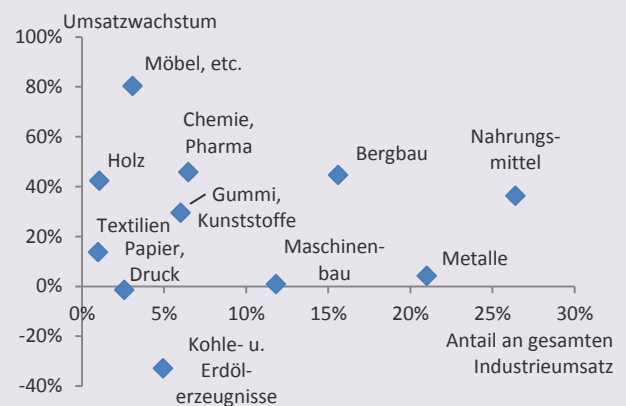 Umsatzwachstum
100%
80%
60%
40%
20%
0%
-20%
-40%
0%
5%
10%
15%
20%
25%
30%
Möbel, etc.
Chemie,
Pharma
Holz
Bergbau
Nahrungs-
mittel
Gummi,
Kunststoffe
Textilien
Papier,
Druck
Maschinen-
bau
Metalle
Kohle- u.
Erdöl-
erzeugnisse
Antail an gesamten
Industrieumsatz